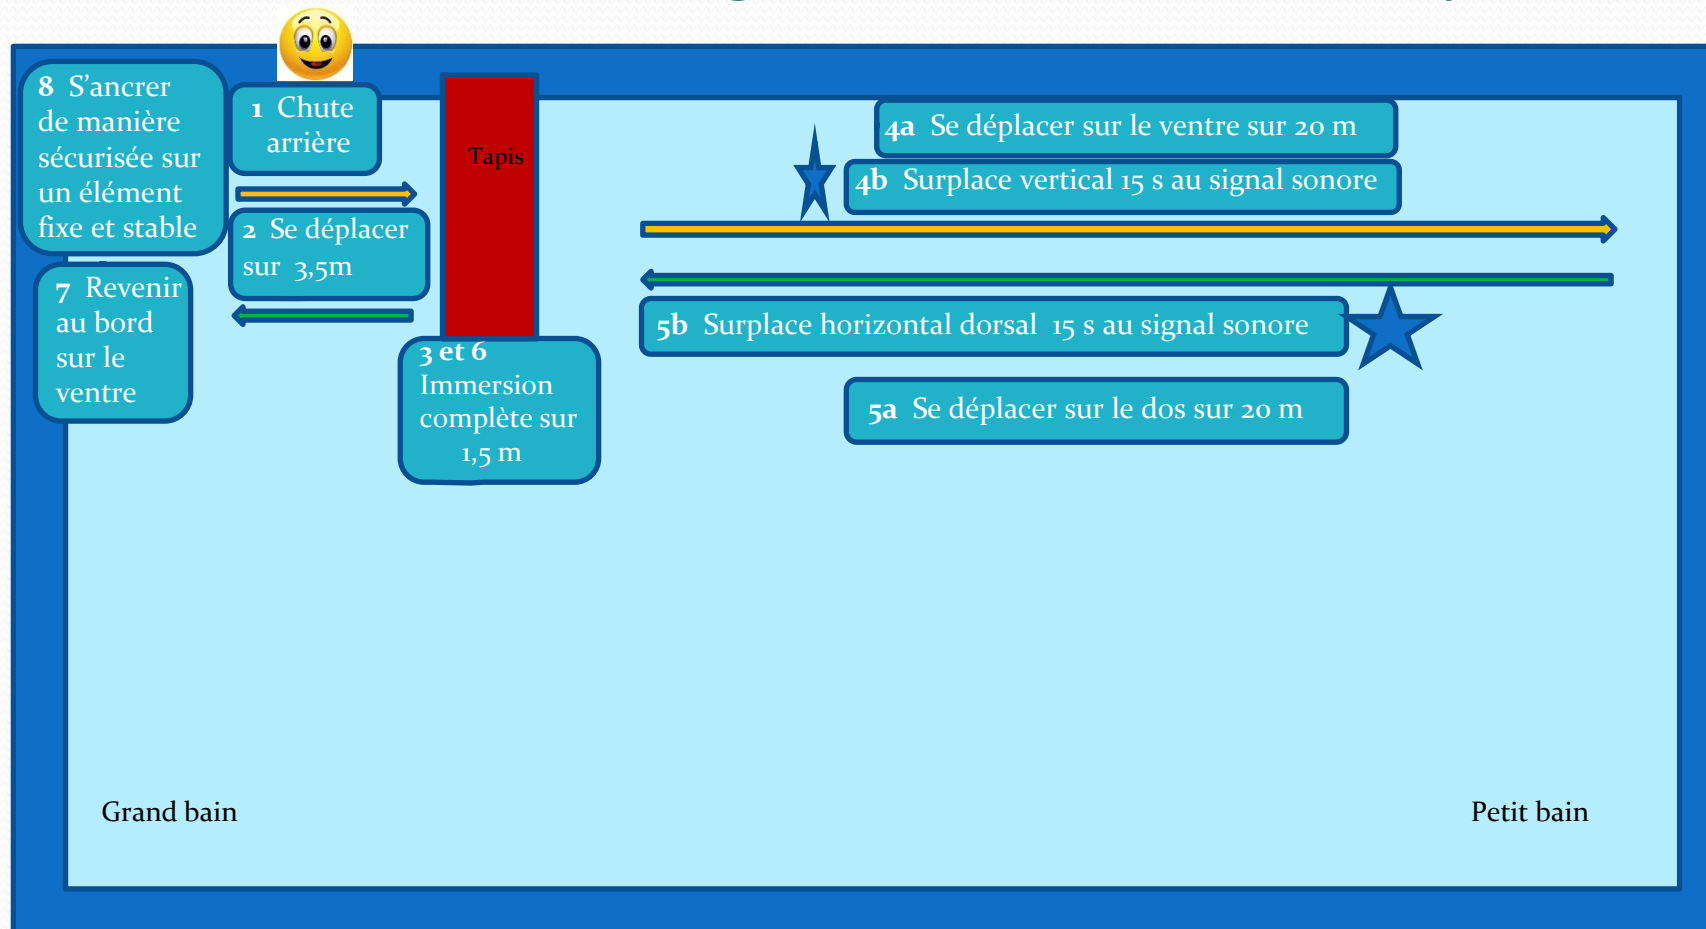 8 S’ancrer
de manière
sécurisée sur
un élément
fixe et stable
1 Chute
arrière
2 Se déplacer
sur 3,5m
Tapis
3 et 6
Immersion
complète sur
1,5 m
4a Se déplacer sur le ventre sur 20 m
4b Surplace vertical 15 s au signal sonore
5b Surplace horizontal dorsal 15 s au signal sonore
5a Se déplacer sur le dos sur 20 m
7 Revenir
au bord
sur le
ventre
Grand bain
Petit bain